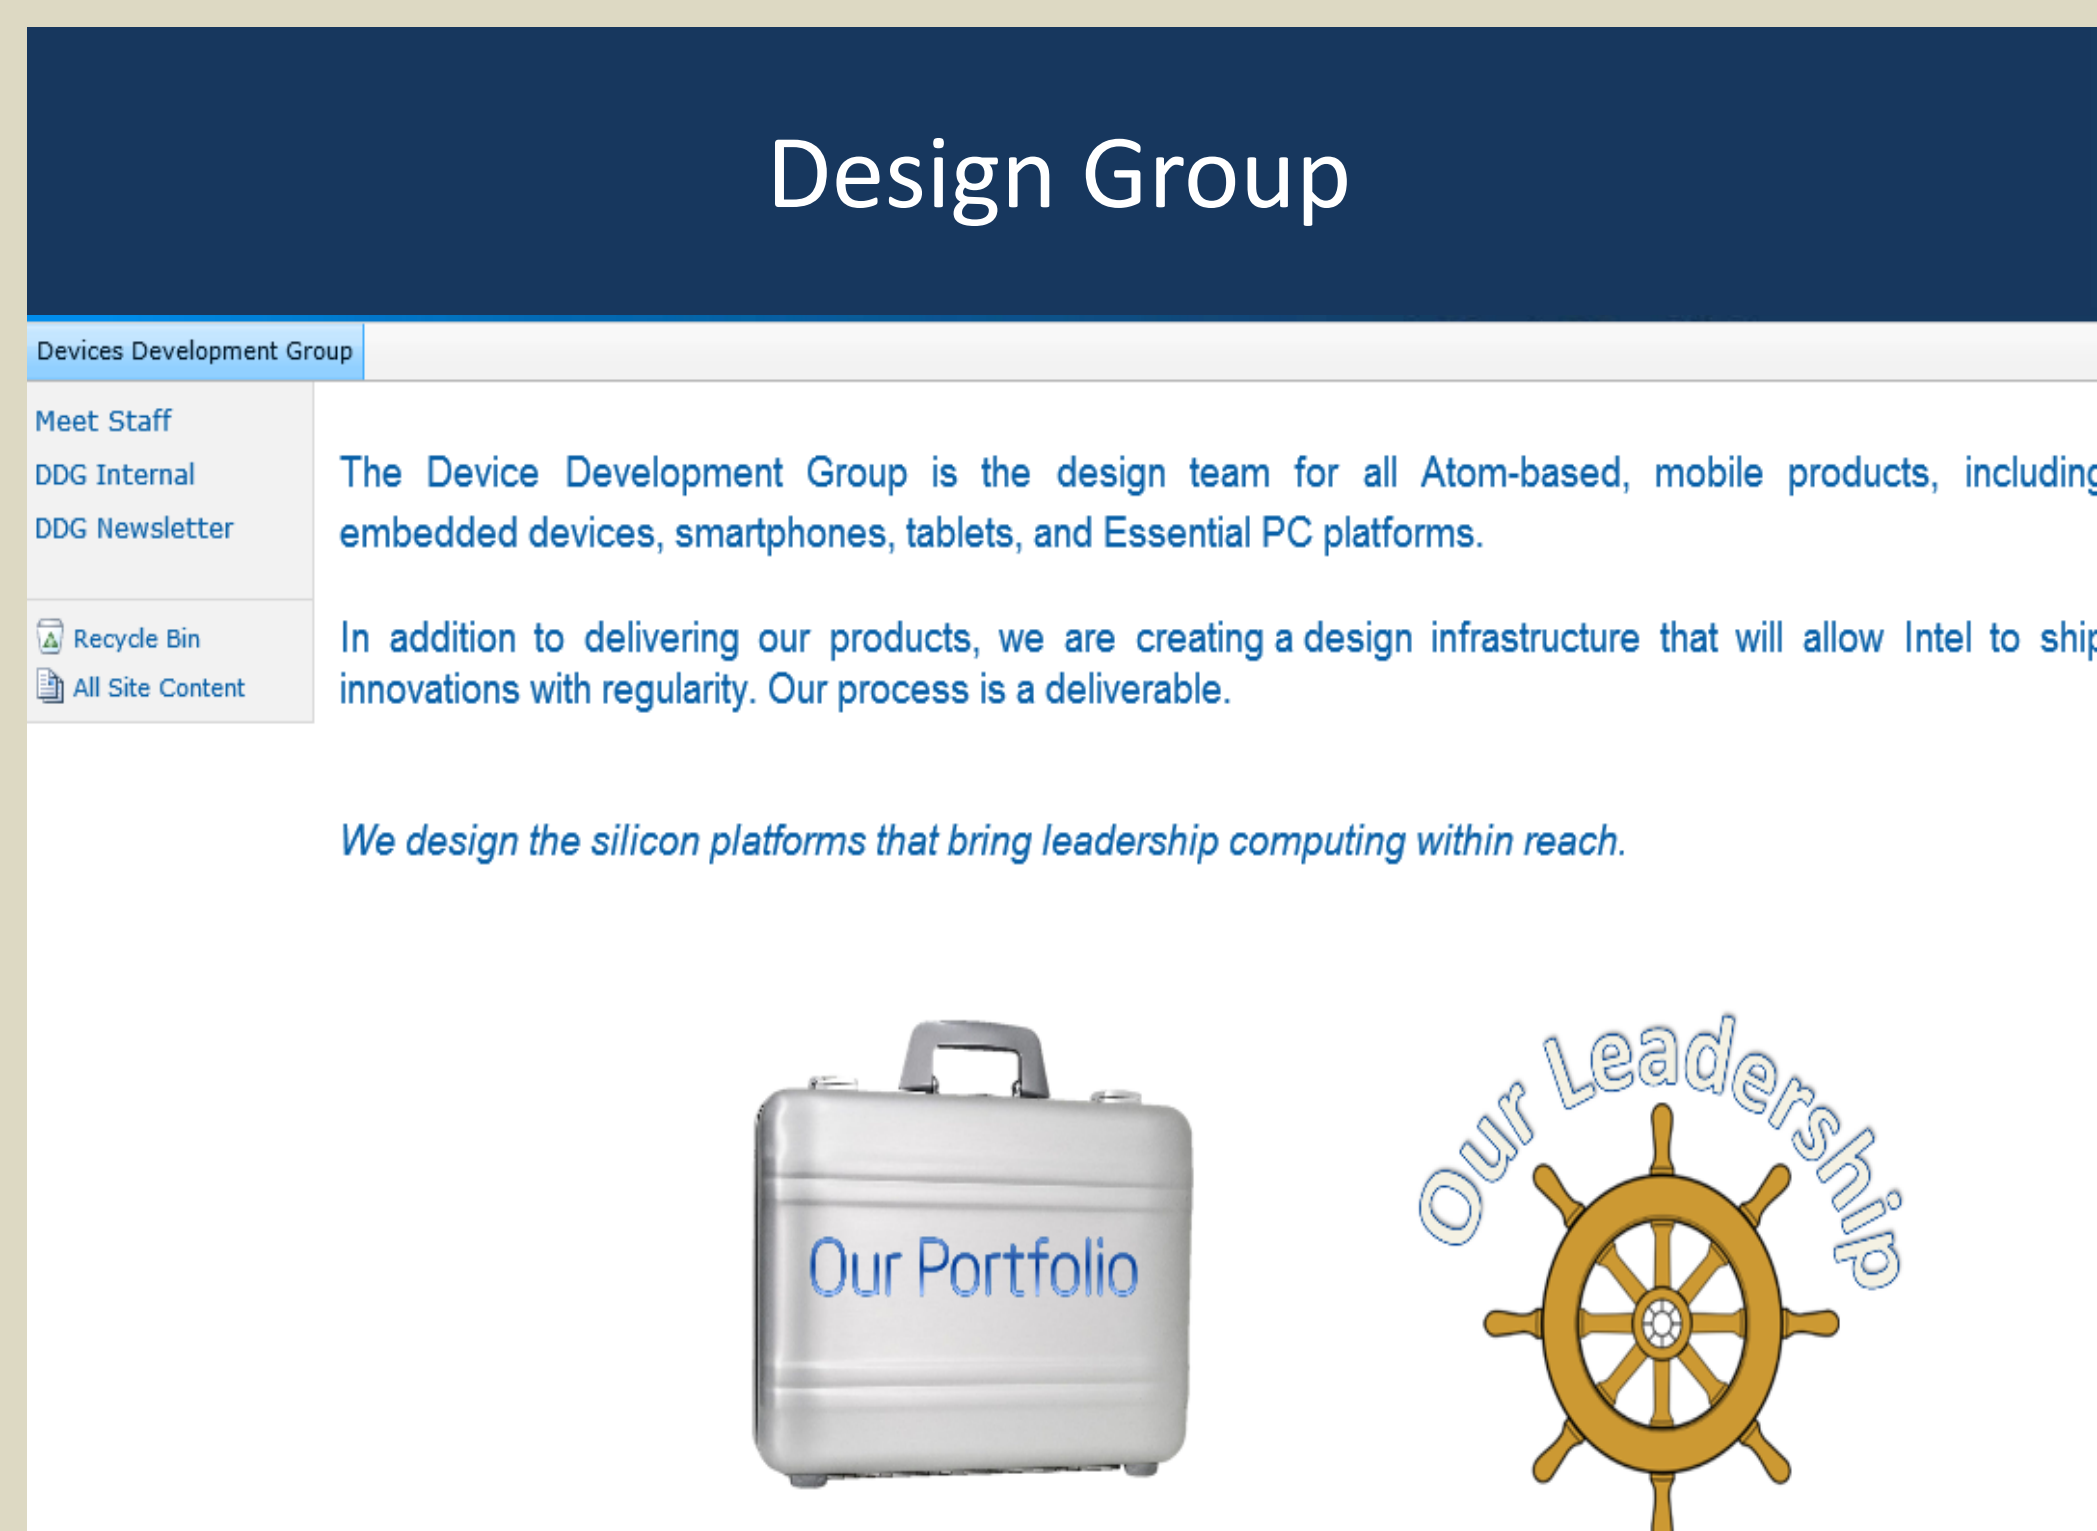 Design Group
Devices Development Group
Meet Staff
DDG Internal
DDG Newsletter
Recycle Bin
All Site Content
The Device Development Group is the design team for all Atom-based, mobile products, including
embedded devices, smartphones, tablets, and Essential PC platforms.
In addition to delivering our products, we are creating a design infrastructure that will allow Intel to ship
innovations with regularity. Our process is a deliverable.
We design the silicon platforms that bring leadership computing within reach.
Our Portfolio
Our Leadership